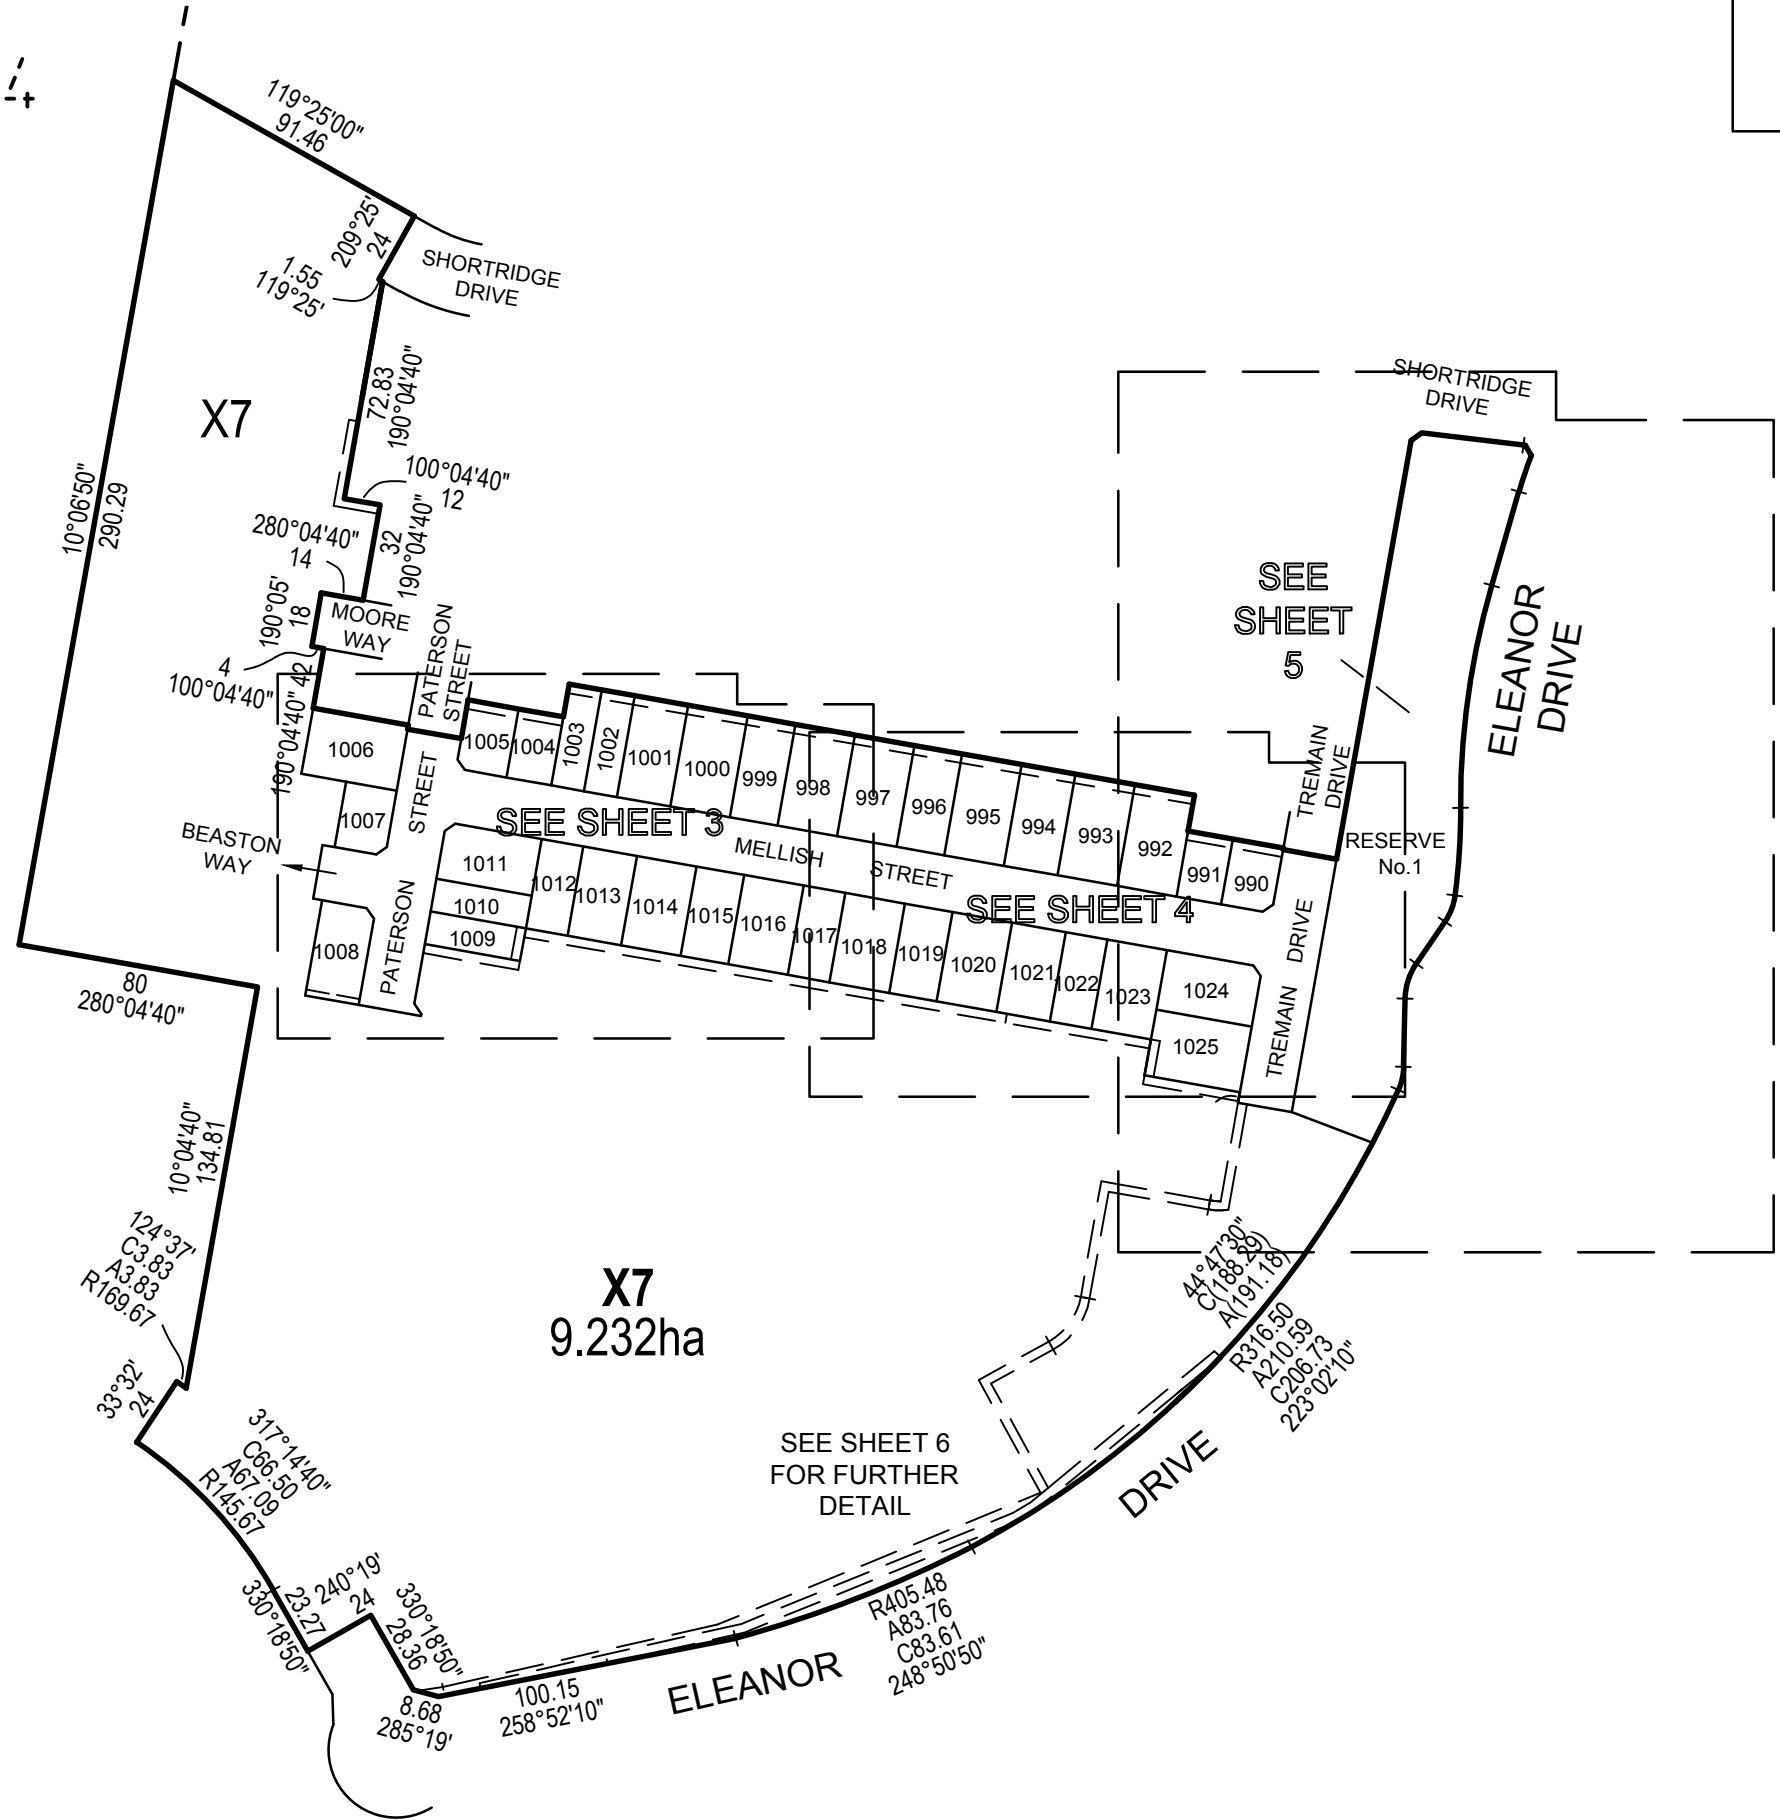 119°25'00"
91.46
209°25'
24
1.55
119°25'
SHORTRIDGE
DRIVE
X7
72.83
190°04'40"
100°04'40"
12
10°06'50"
290.29
280°04'40"
14
32
190°04'40"
190°05'
18
MOORE
WAY
PATERSON
STREET
4
100°04'40"
42
190°04'40"
SHORTRIDGE
DRIVE
SEE
SHEET
5
ELEANOR
DRIVE
TREMAIN
DRIVE
RESERVE
No.1
1006
1005
1004
1003
1002
1001
1000
999
998
997
996
995
994
993
992
991
990
1007
STREET
SEE SHEET 3
MELLISH
STREET
SEE SHEET 4
BEASTON
WAY
1011
1010
1009
1008
PATERSON
1012
1013
1014
1015
1016
1017
1018
1019
1020
1021
1022
1023
1024
1025
DRIVE
TREMAIN
80
280°04'40"
10°04'40"
134.81
124°37'
C3.83
A3.83
R169.67
33°32'
24
X7
9.232ha
44°47'30"
C(188.29)
A(191.18)
R316.50
A210.59
C206.73
223°02'10"
317°14'40"
C66.50
A67.09
R145.67
SEE SHEET 6
FOR FURTHER
DETAIL
DRIVE
23.27
330°18'50"
240°19'
24
330°18'50"
28.36
R405.48
A83.76
C83.61
248°50'50"
ELEANOR
8.68
285°19'
100.15
258°52'10"